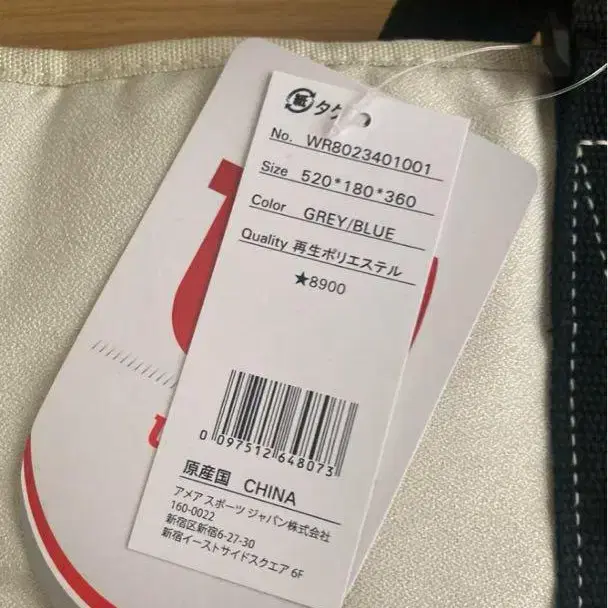 紙 タグ
No. WR8023401001
Size 520*180*360
Color GREY/BLUE
Quality 再生ポリエステル
★8900
0 097512 648073
原産国 CHINA
アメア スポーツ ジャパン株式会社
160-0022
新宿区新宿6-27-30
新宿イーストサイドスクエア 6F